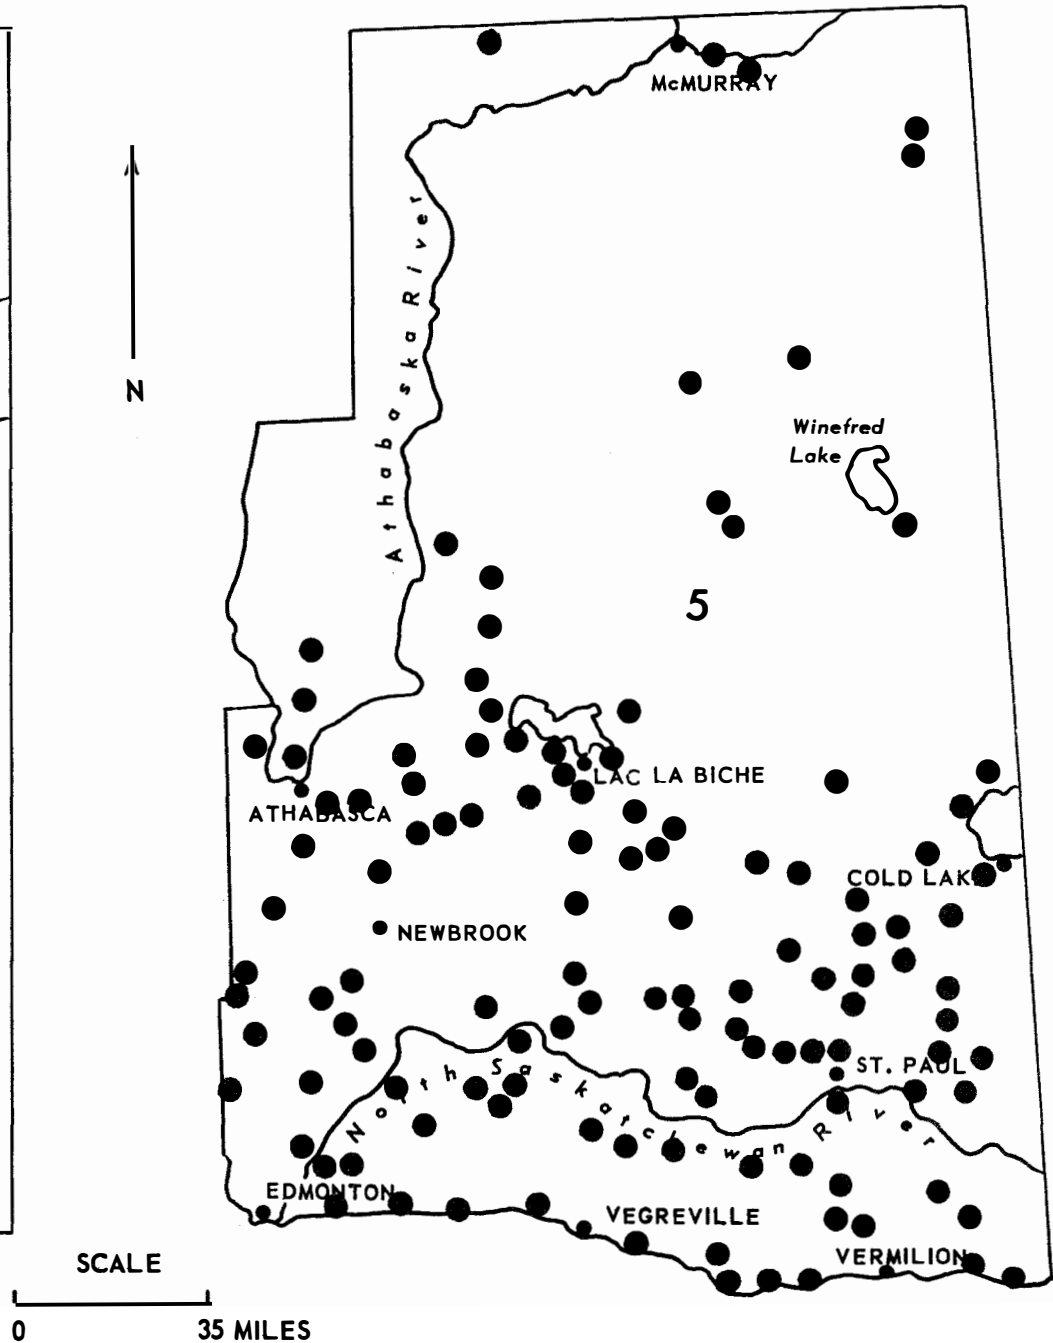 McMURRAY
Athabaska River
N
Winefred
Lake
5
LAC LA BICHE
ATHABASCA
COLD LAKE
NEWBROOK
ST. PAUL
North Saskatchewan River
EDMONTON
VEGREVILLE
VERMILION
SCALE
0 35 MILES